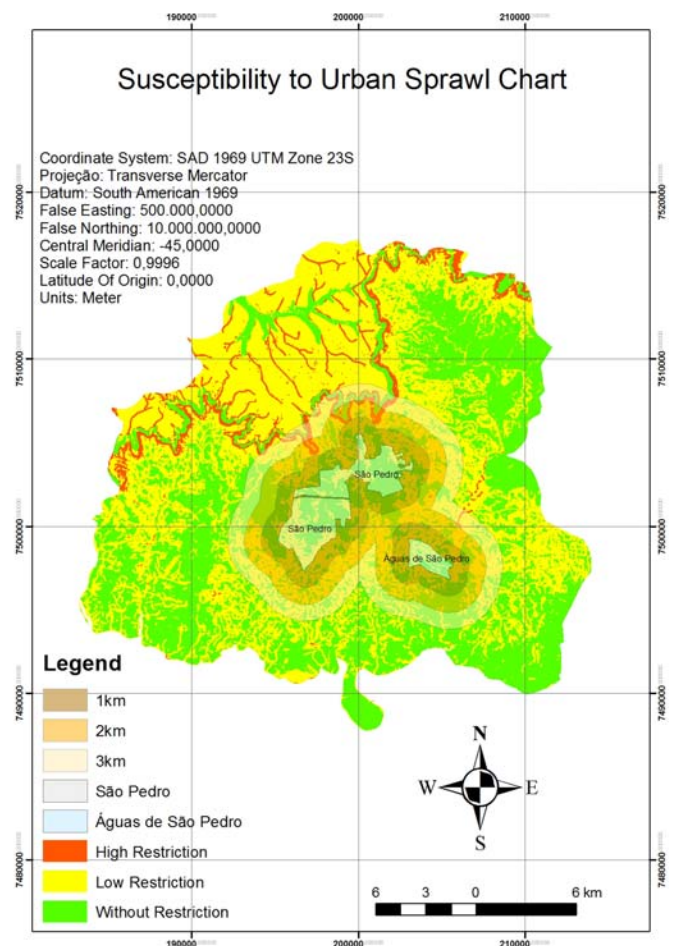 190000 200000 210000
Susceptibility to Urban Sprawl Chart
Coordinate System: SAD 1969 UTM Zone 23S
Projeção: Transverse Mercator
Datum: South American 1969
False Easting: 500.000,0000
False Northing: 10.000.000,0000
Central Meridian: -45,0000
Scale Factor: 0,9996
Latitude Of Origin: 0,0000
Units: Meter
7520000 7520000
7510000 7510000
São Pedro
São Pedro
7500000 7500000
Águas de São Pedro
Legend
7490000 7490000
1km
2km
3km
São Pedro
Águas de São Pedro
High Restriction
Low Restriction
Without Restriction
N
W E
S
7480000 7480000
6 3 0 6 km
190000 200000 210000